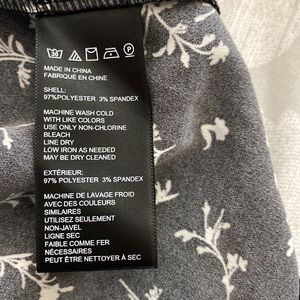 MADE IN CHINA
FABRIQUÉ EN CHINE
SHELL:
97%POLYESTER 3% SPANDEX
MACHINE WASH COLD
WITH LIKE COLORS
USE ONLY NON-CHLORINE
BLEACH
LINE DRY
LOW IRON AS NEEDED
MAY BE DRY CLEANED
EXTÉRIEUR:
97% POLYESTER 3% SPANDEX
MACHINE DE LAVAGE FROID
AVEC DES COULEURS
SIMILAIRES
UTILISEZ SEULEMENT
NON-JAVEL
LIGNE SEC
FAIBLE COMME FER
NÉCESSAIRES
PEUT ÊTRE NETTOYER À SEC